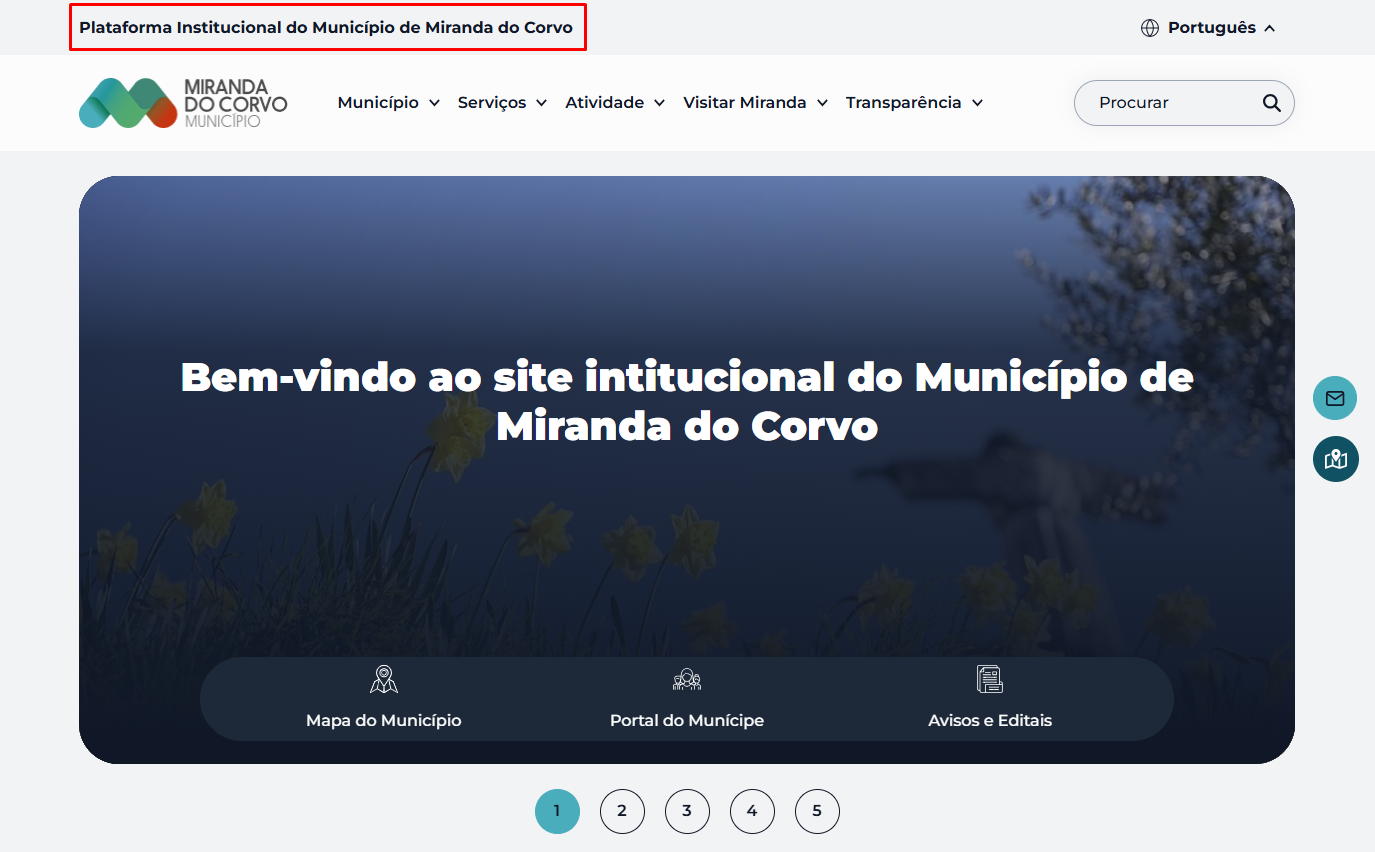 Plataforma Institucional do Município de Miranda do Corvo
Português
MIRANDA
DO CORVO
MUNICÍPIO
Município
Serviços
Atividade
Visitar Miranda
Transparência
Procurar
Bem-vindo ao site intitucional do Município de
Miranda do Corvo
Mapa do Município
Portal do Munícipe
Avisos e Editais
1
2
3
4
5